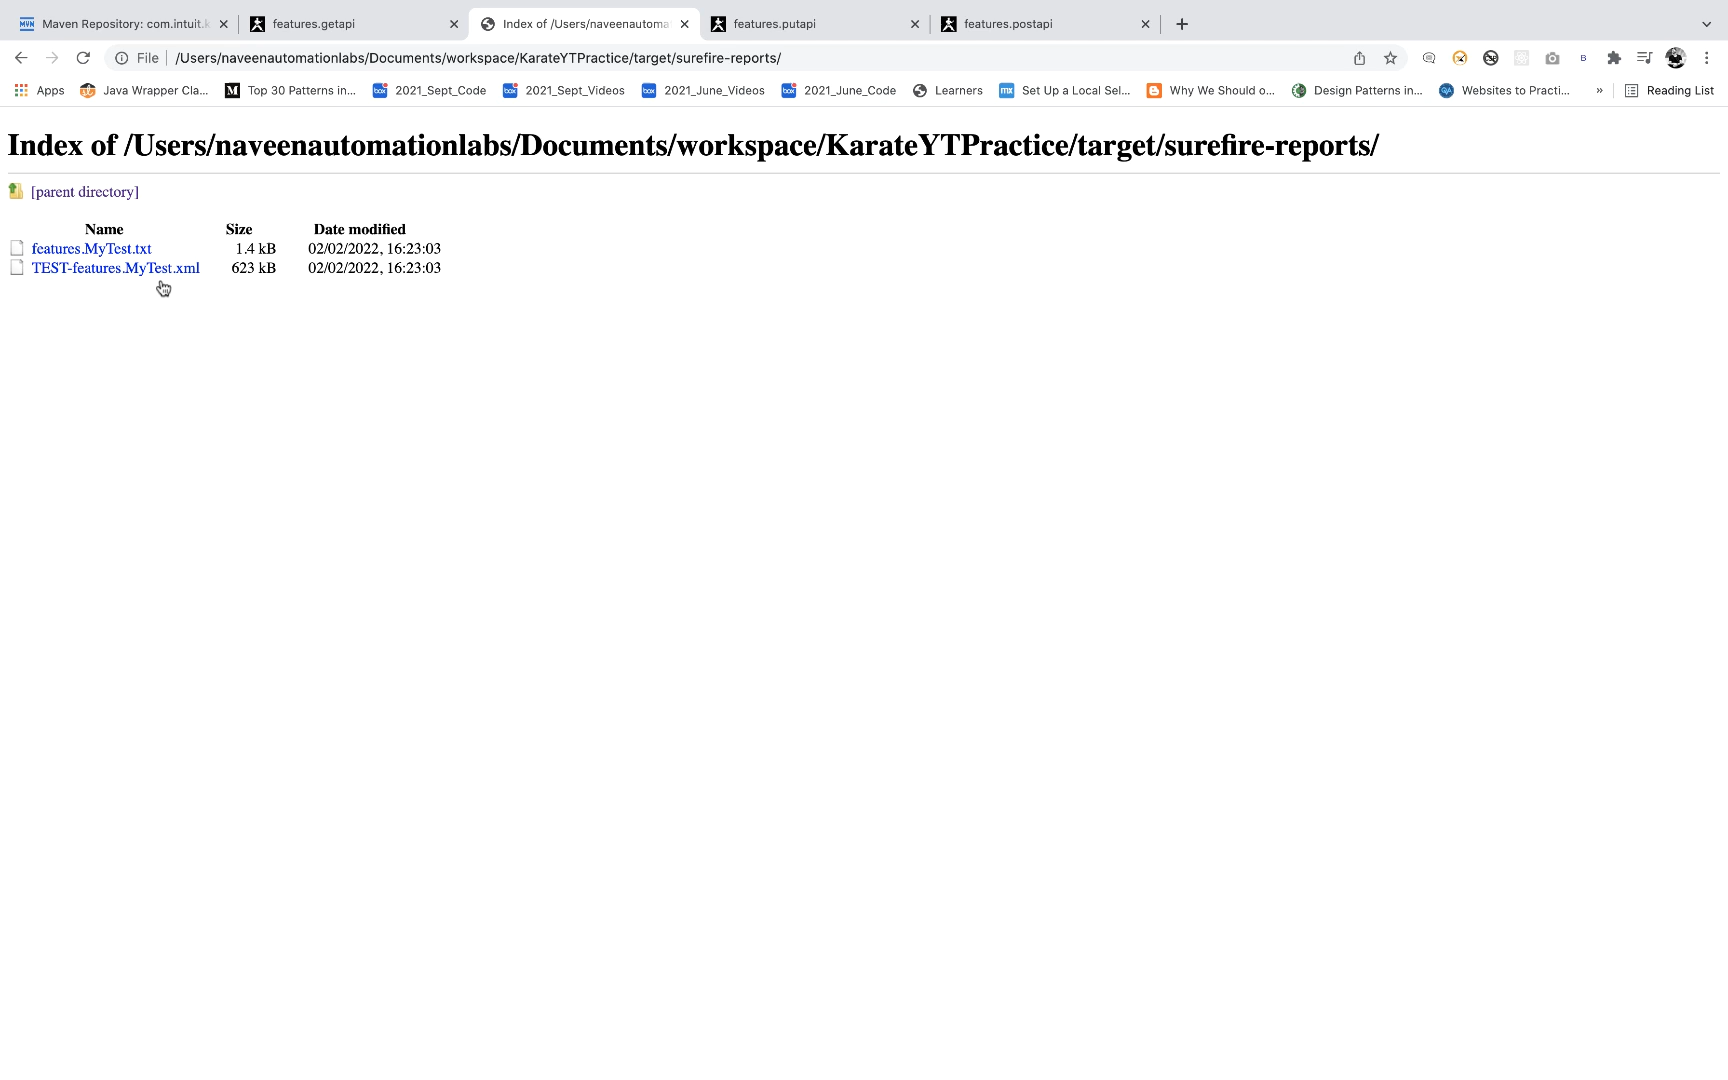 Maven Repository: com.intuit.k
features.getapi
Index of /Users/naveenautoma
features.putapi
features.postapi
File
/Users/naveenautomationlabs/Documents/workspace/KarateYTPractice/target/surefire-reports/
Apps
Java Wrapper Cla...
Top 30 Patterns in...
2021_Sept_Code
2021_Sept_Videos
2021_June_Videos
2021_June_Code
Learners
Set Up a Local Sel...
Why We Should o...
Design Patterns in...
Websites to Practi...
»
Reading List
Index of /Users/naveenautomationlabs/Documents/workspace/KarateYTPractice/target/surefire-reports/
[parent directory]
Name Size Date modified
features.MyTest.txt 1.4 kB 02/02/2022, 16:23:03
TEST-features.MyTest.xml 623 kB 02/02/2022, 16:23:03